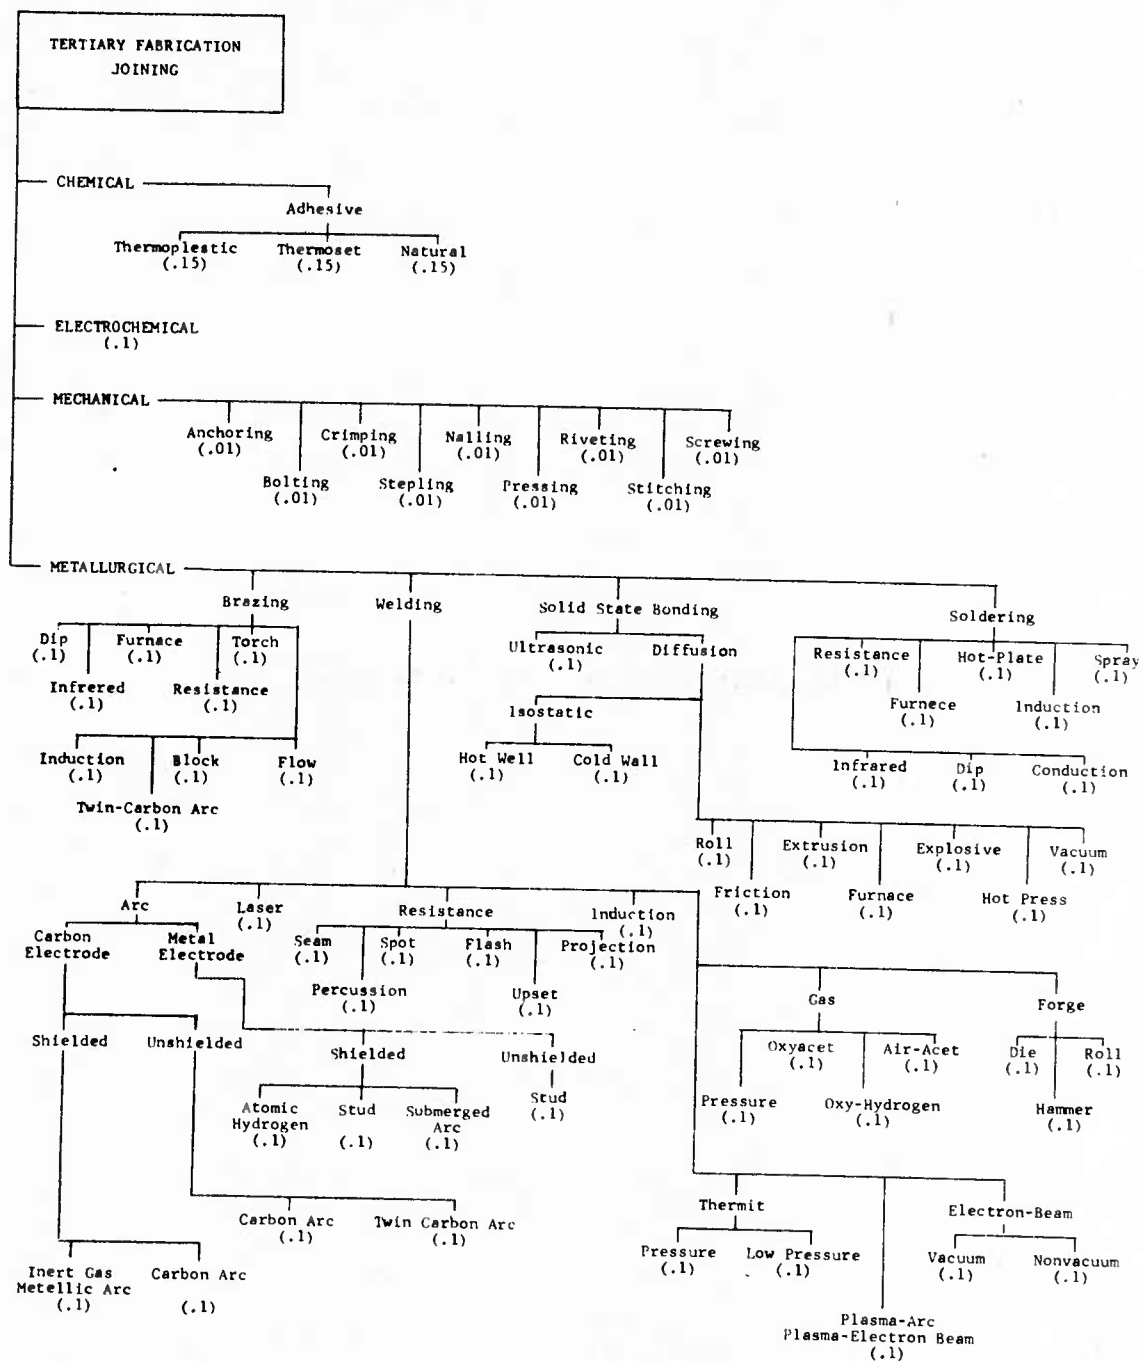 TERTIARY FABRICATION
JOINING
CHEMICAL
Adhesive
Thermoplestic Thermoset Natural
(.15) (.15) (.15)
ELECTROCHEMICAL
(.1)
MECHANICAL
Anchoring Crimping Nalling Riveting Screwing
(.01) (.01) (.01) (.01) (.01)
Bolting Stepling Pressing Stitching
(.01) (.01) (.01) (.01)
METALLURGICAL
Brazing Welding Solid State Bonding Soldering
Dip Furnace Torch
(.1) (.1) (.1)
Infrered Resistance
(.1) (.1)
Induction Block Flow
(.1) (.1) (.1)
Twin-Carbon Arc
(.1)
Ultrasonic Diffusion
(.1)
Isostatic
Hot Well Cold Wall
(.1) (.1)
Resistance Hot-Plate Spray
(.1) (.1) (.1)
Furnece Induction
(.1) (.1)
Infrared Dip Conduction
(.1) (.1) (.1)
Roll Extrusion Explosive Vacuum
(.1) (.1) (.1) (.1)
Friction Furnace Hot Press
(.1) (.1) (.1)
Arc Laser Resistance Induction
(.1) (.1)
Carbon Metal
Electrode Electrode
Seam Spot Flash Projection
(.1) (.1) (.1) (.1)
Percussion Upset
(.1) (.1)
Shielded Unshielded
Shielded Unshielded
Atomic Stud Submerged
Hydrogen Arc
(.1) (.1) (.1)
Stud
(.1)
Gas Forge
Oxyacet Air-Acet
(.1) (.1)
Pressure Oxy-Hydrogen
(.1) (.1)
Die Roll
(.1) (.1)
Hammer
(.1)
Carbon Arc Twin Carbon Arc
(.1) (.1)
Inert Gas Carbon Arc
Metellic Arc
(.1) (.1)
Thermit Electron-Beam
Pressure Low Pressure
(.1) (.1)
Vacuum Nonvacuum
(.1) (.1)
Plasma-Arc
Plasma-Electron Beam
(.1)